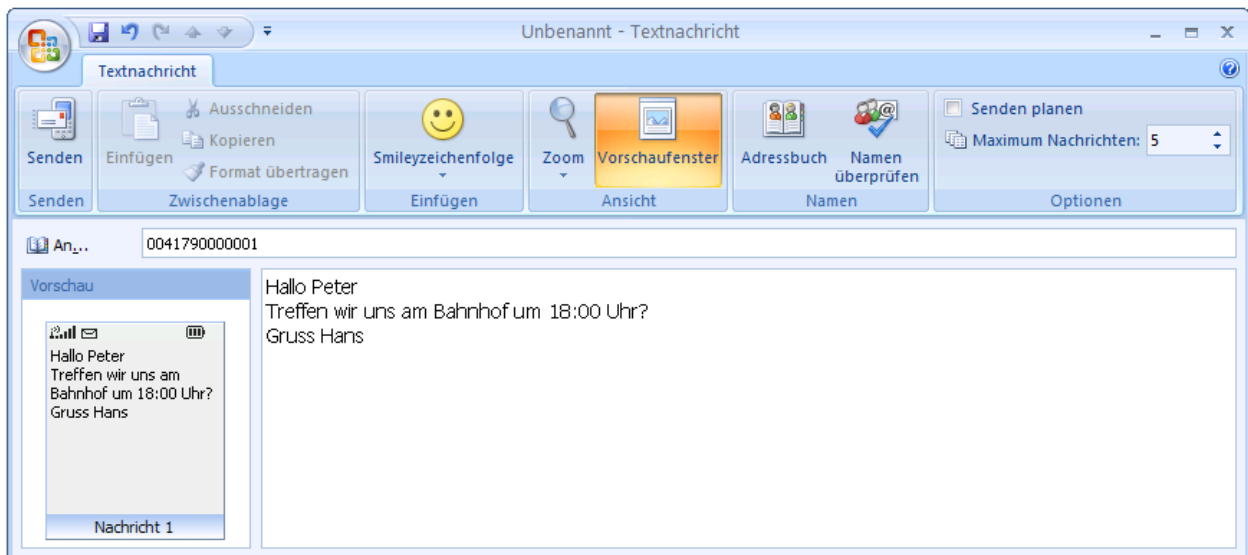 Unbenannt - Textnachricht
Textnachricht
Senden
Einfügen
Ausschneiden
Kopieren
Format übertragen
Smileyzeichenfolge
Zoom
Vorschaufenster
Adressbuch
Namen
überprüfen
Senden planen
Maximum Nachrichten: 5
Senden
Zwischenablage
Einfügen
Ansicht
Namen
Optionen
An...
0041790000001
Vorschau
Hallo Peter
Treffen wir uns am
Bahnhof um 18:00 Uhr?
Gruss Hans
Nachricht 1
Hallo Peter
Treffen wir uns am Bahnhof um 18:00 Uhr?
Gruss Hans